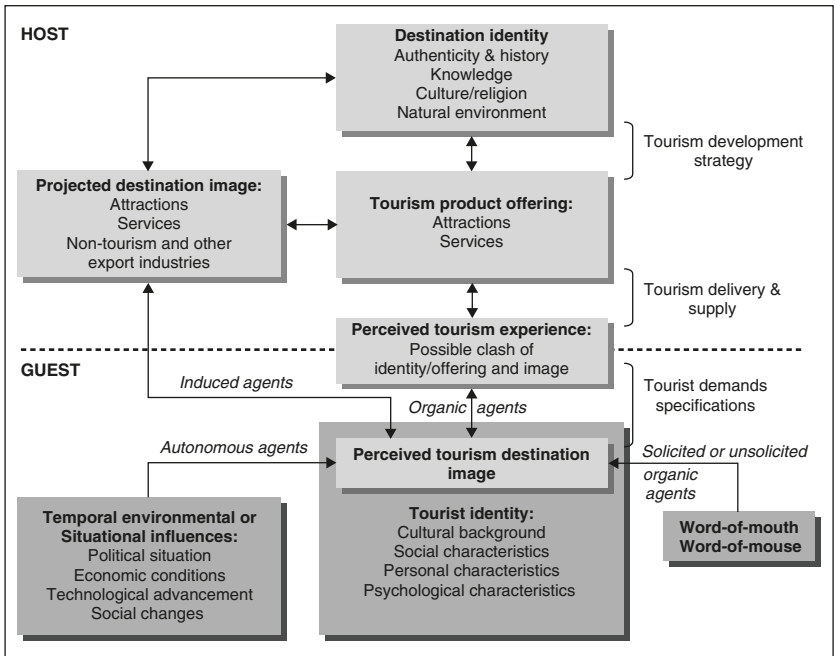 HOST
Destination identity
Authenticity & history
Knowledge
Culture/religion
Natural environment
Tourism development
strategy
Projected destination image:
Attractions
Services
Non-tourism and other
export industries
Tourism product offering:
Attractions
Services
Tourism delivery &
supply
Perceived tourism experience:
Possible clash of
identity/offering and image
GUEST
Induced agents
Organic agents
Tourist demands
specifications
Autonomous agents
Perceived tourism destination
image
Solicited or unsolicited
organic
agents
Temporal environmental or
Situational influences:
Political situation
Economic conditions
Technological advancement
Social changes
Tourist identity:
Cultural background
Social characteristics
Personal characteristics
Psychological characteristics
Word-of-mouth
Word-of-mouse